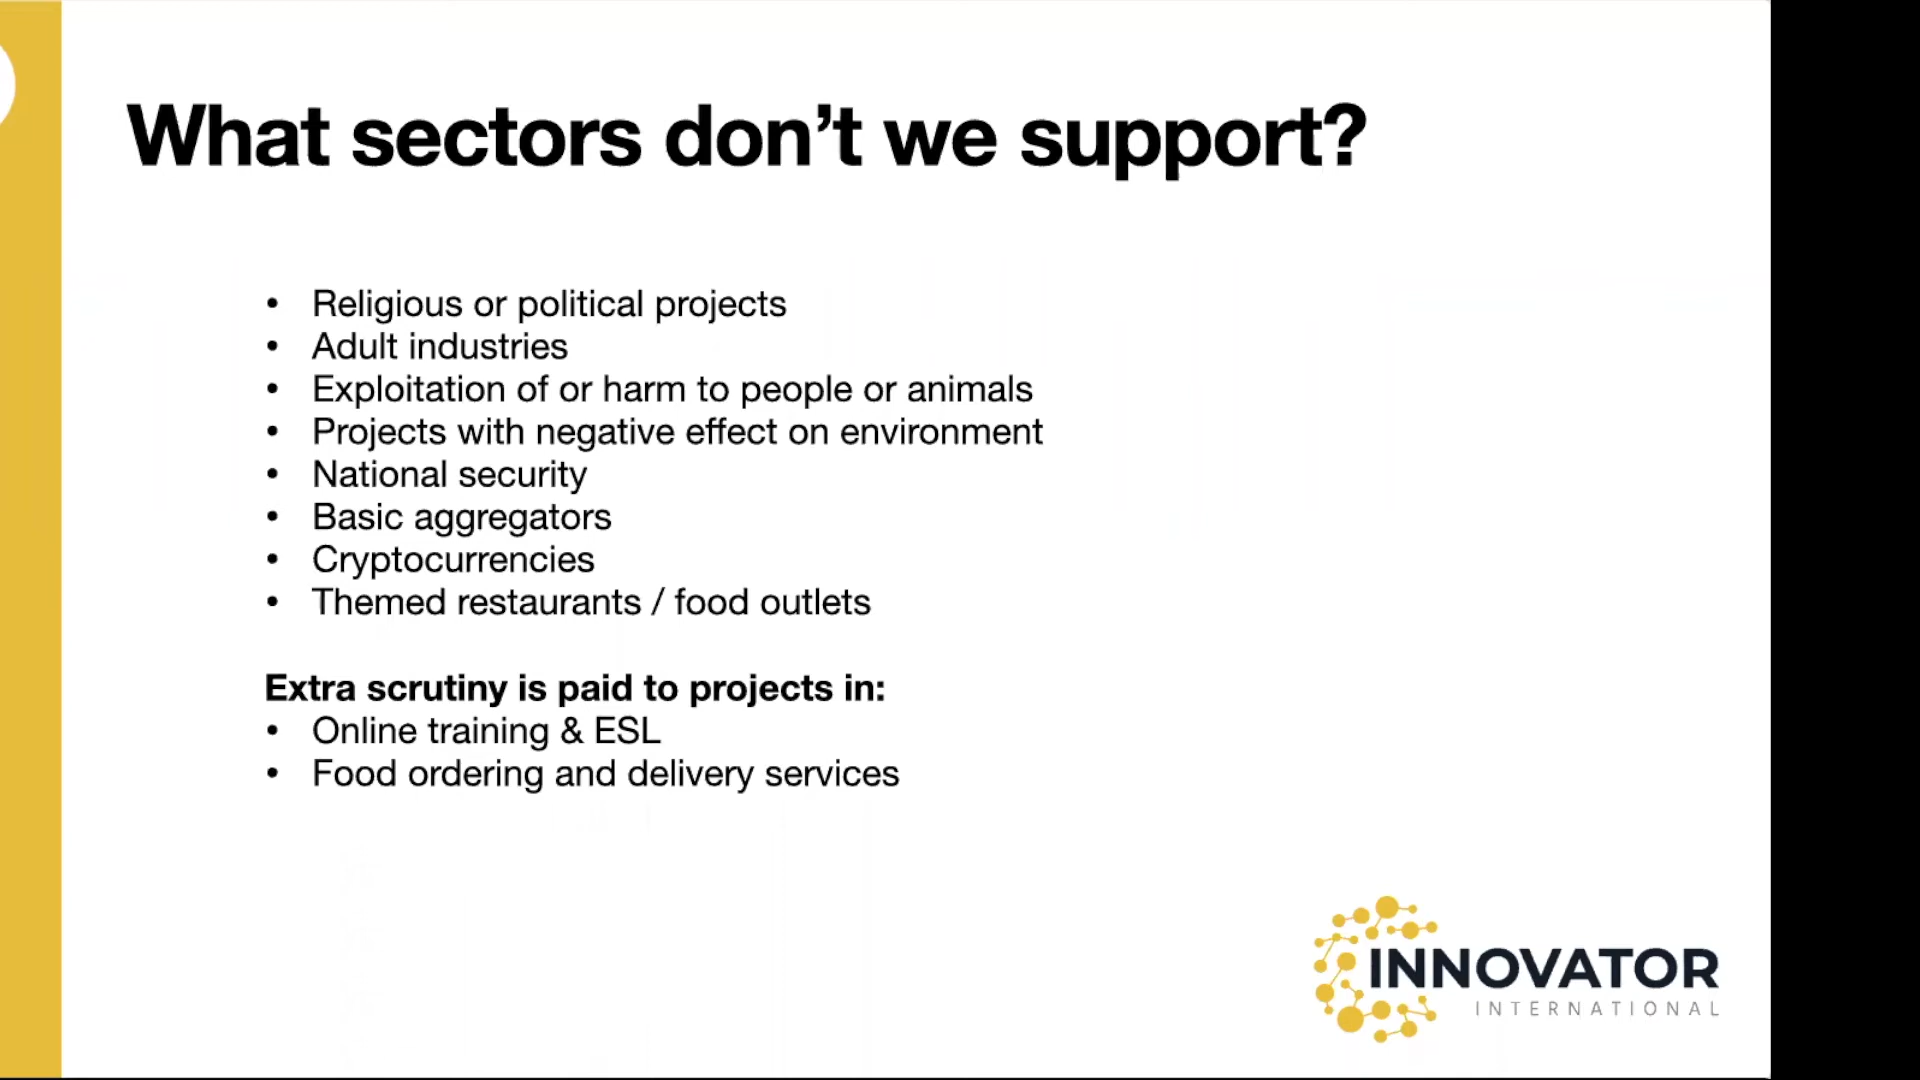 What sectors don’t we support?
• Religious or political projects
• Adult industries
• Exploitation of or harm to people or animals
• Projects with negative effect on environment
• National security
• Basic aggregators
• Cryptocurrencies
• Themed restaurants / food outlets
Extra scrutiny is paid to projects in:
• Online training & ESL
• Food ordering and delivery services
INNOVATOR
INTERNATIONAL